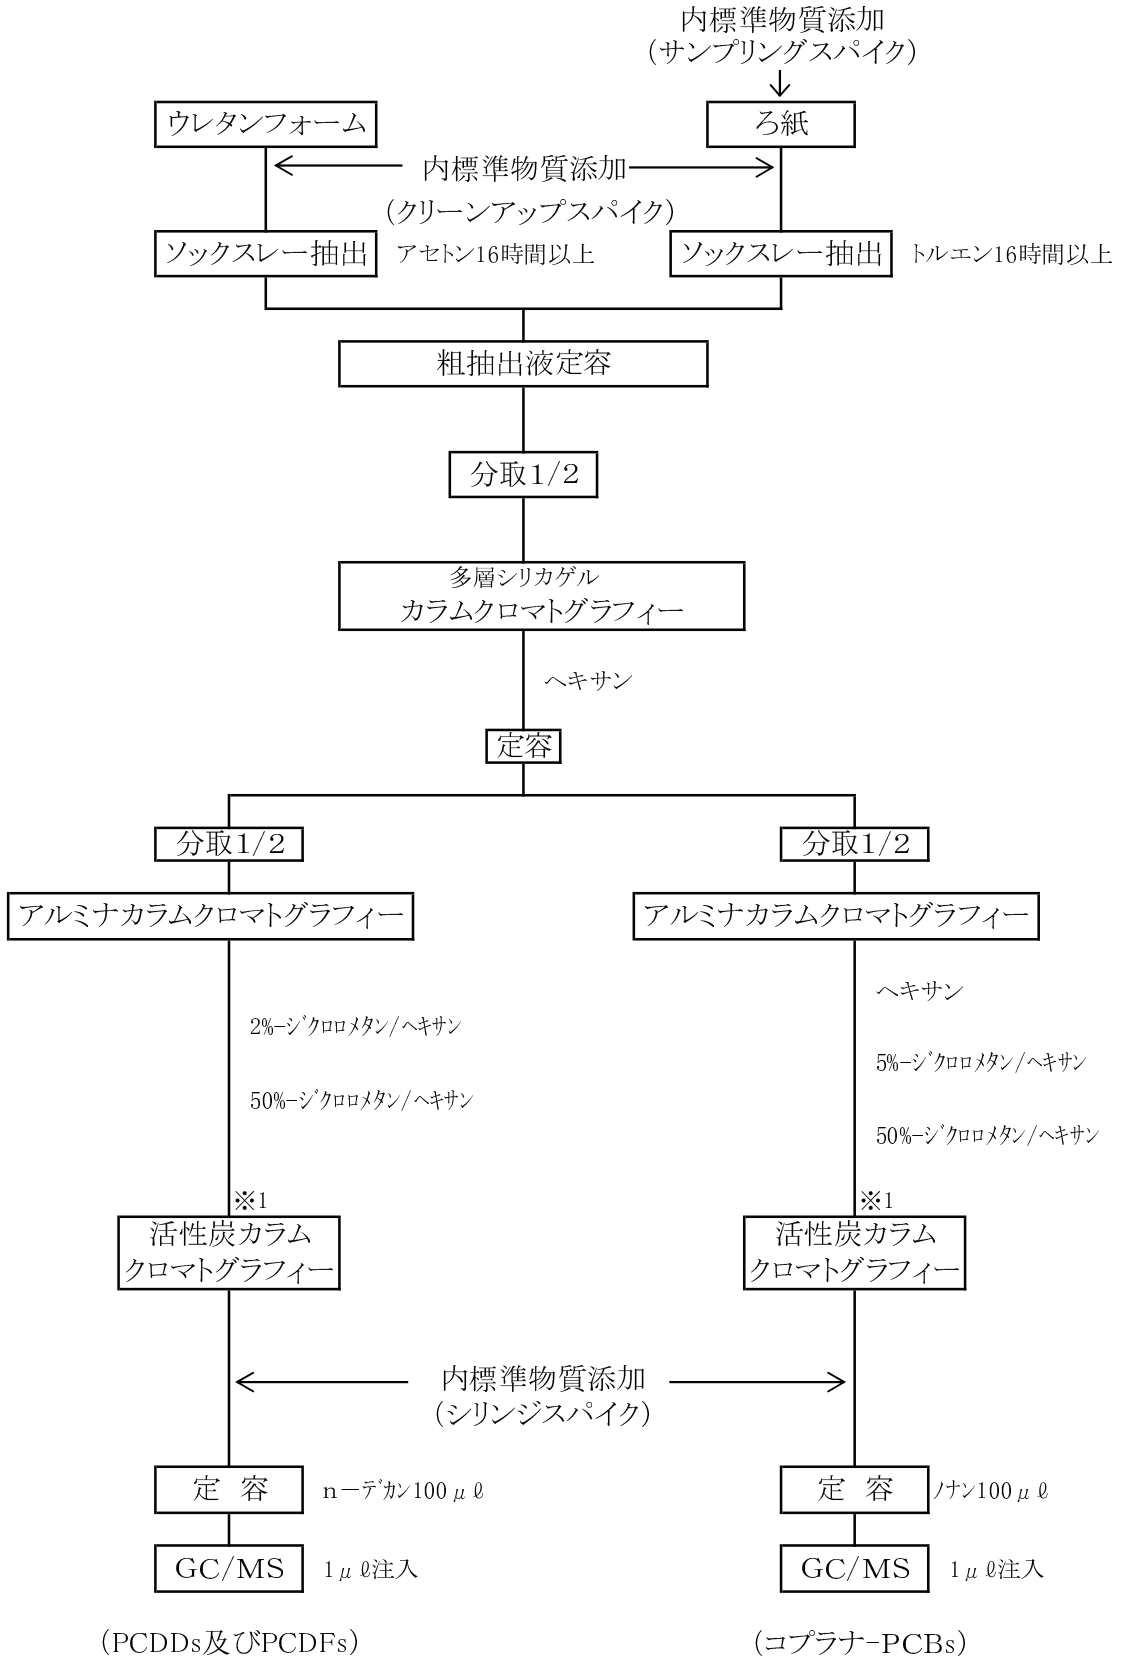 内標準物質添加
(サンプリングスパイク)
ウレタンフォーム
ろ紙
内標準物質添加
(クリーンアップスパイク)
ソックスレー抽出
アセトン16時間以上
ソックスレー抽出
トルエン16時間以上
粗抽出液定容
分取1/2
多層シリカゲル
カラムクロマトグラフィー
ヘキサン
定容
分取1/2
分取1/2
アルミナカラムクロマトグラフィー
アルミナカラムクロマトグラフィー
ヘキサン
2%-ジクロロメタン/ヘキサン
5%-ジクロロメタン/ヘキサン
50%-ジクロロメタン/ヘキサン
50%-ジクロロメタン/ヘキサン
※1
※1
活性炭カラム
クロマトグラフィー
活性炭カラム
クロマトグラフィー
内標準物質添加
(シリンジスパイク)
定 容
n-デカン100μℓ
定 容
ノナン100μℓ
GC/MS
1μℓ注入
GC/MS
1μℓ注入
(PCDDs及びPCDFs)
(コプラナ-PCBs)